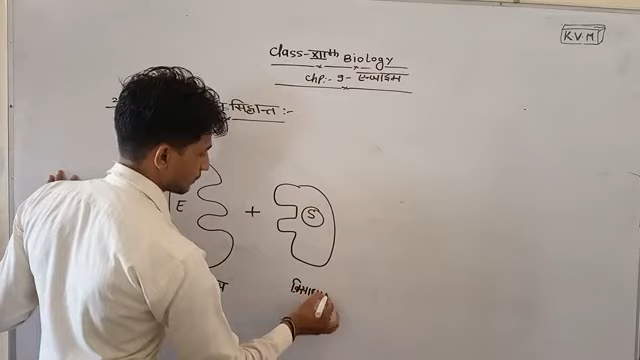 KVM
Class-XIIth Biology
Chp:- 9- एन्जाइम
सिद्धान्त :-
E + S